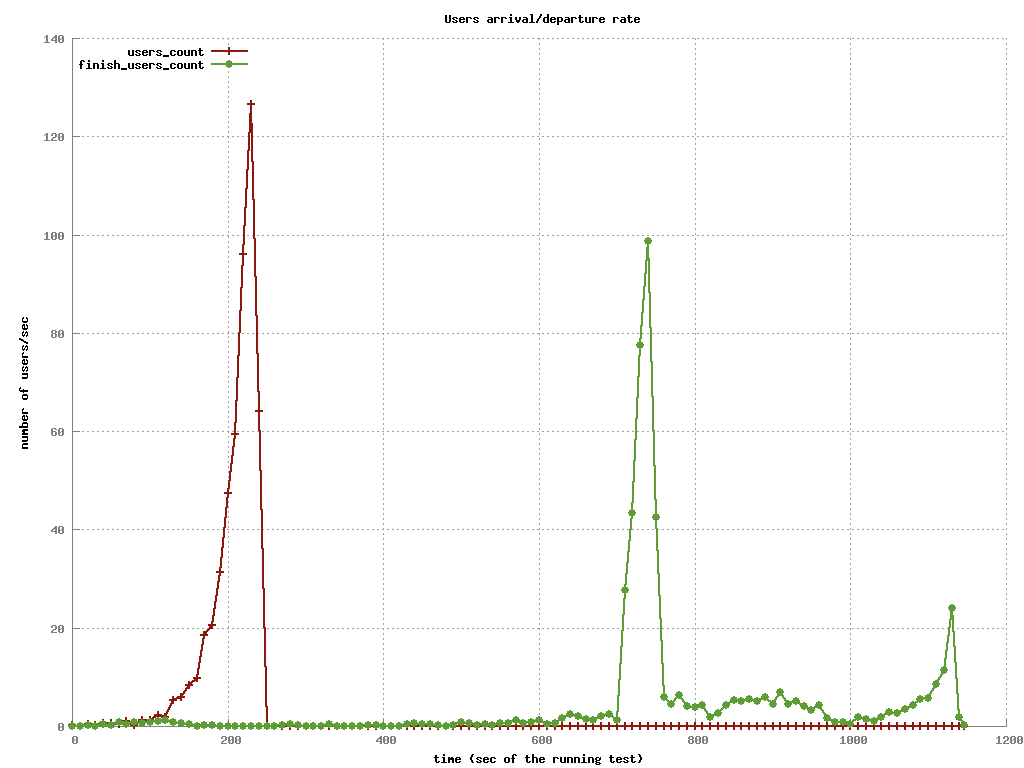 Users arrival/departure rate
140
users_count
finish_users_count
120
100
80
60
40
20
0
number of users/sec
0 200 400 600 800 1000 1200
time (sec of the running test)